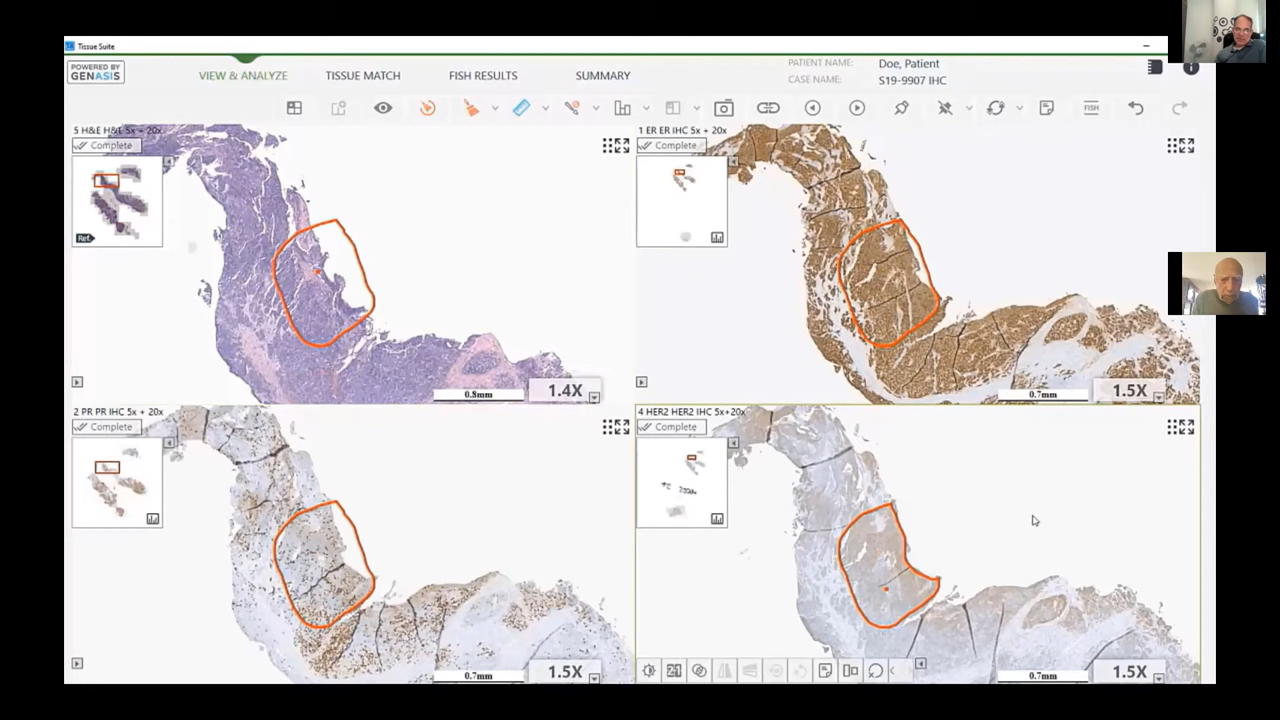 Tissue Suite
POWERED BY
GENASIS
VIEW & ANALYZE
TISSUE MATCH
FISH RESULTS
SUMMARY
PATIENT NAME: Doe, Patient
CASE NAME: S19-9907 IHC
FISH
5 H&E H&E 5x + 20x
Complete
Ref.
0.8mm
1.4X
1 ER ER IHC 5x + 20x
Complete
0.7mm
1.5X
2 PR PR IHC 5x + 20x
Complete
0.7mm
1.5X
4 HER2 HER2 IHC 5x+20x
Complete
0.7mm
1.5X